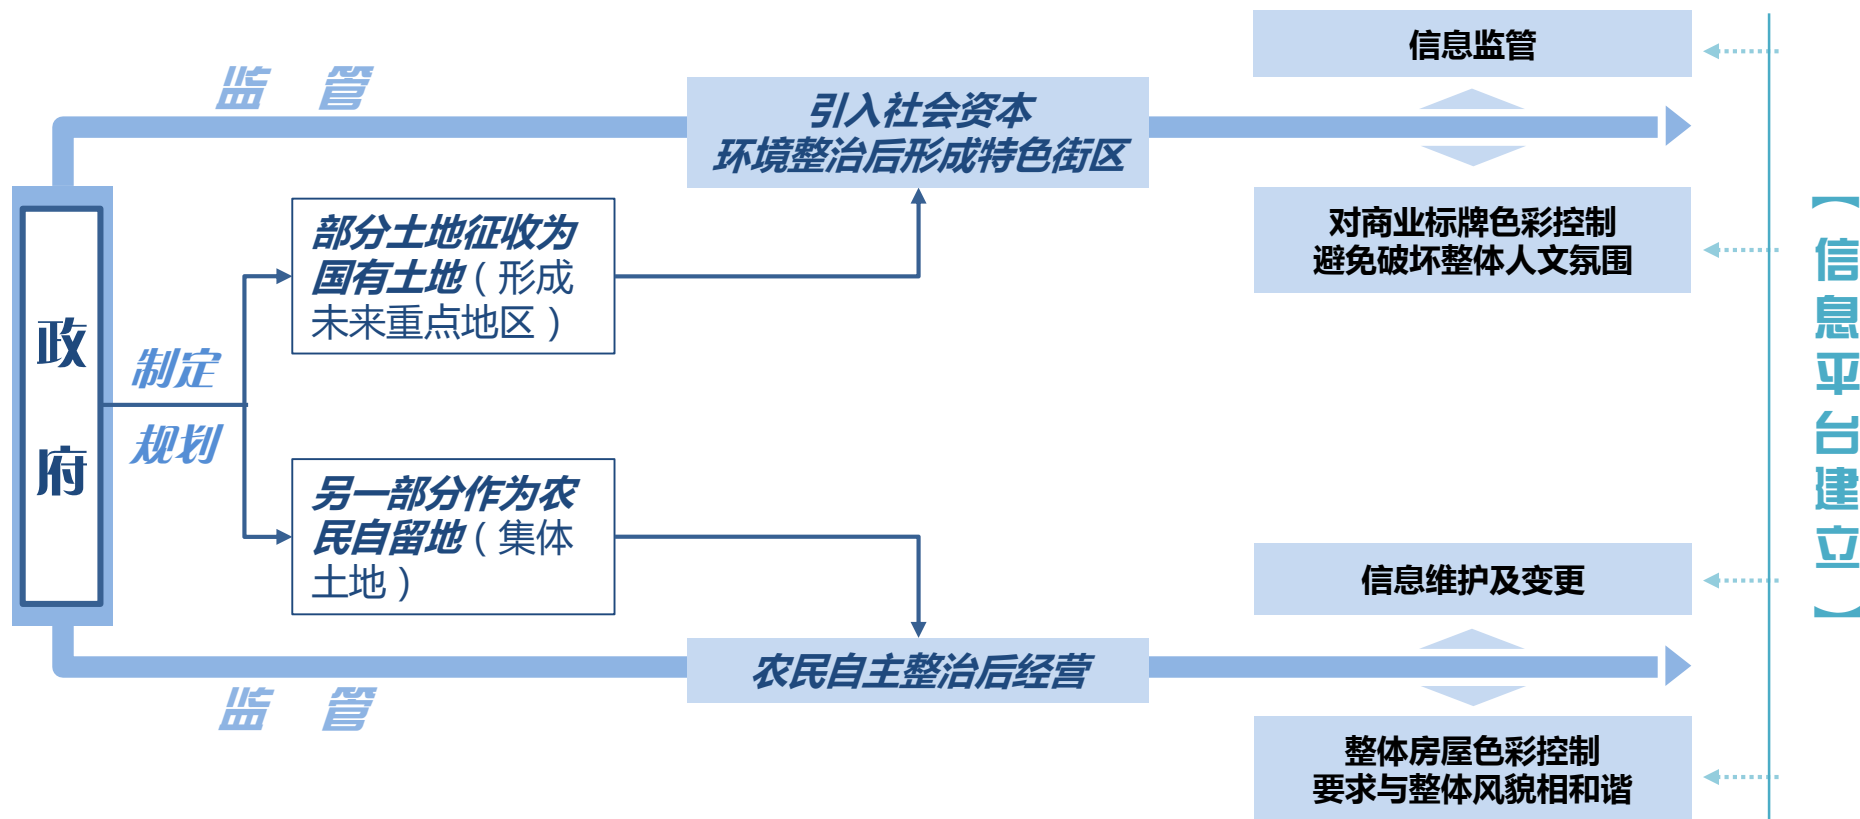 监 管
引入社会资本
环境整治后形成特色街区
信息监管
对商业标牌色彩控制
避免破坏整体人文氛围
政府
制定
规划
部分土地征收为
国有土地（形成
未来重点地区）
另一部分作为农
民自留地（集体
土地）
监 管
农民自主整治后经营
信息维护及变更
整体房屋色彩控制
要求与整体风貌相和谐
【信息平台建立】